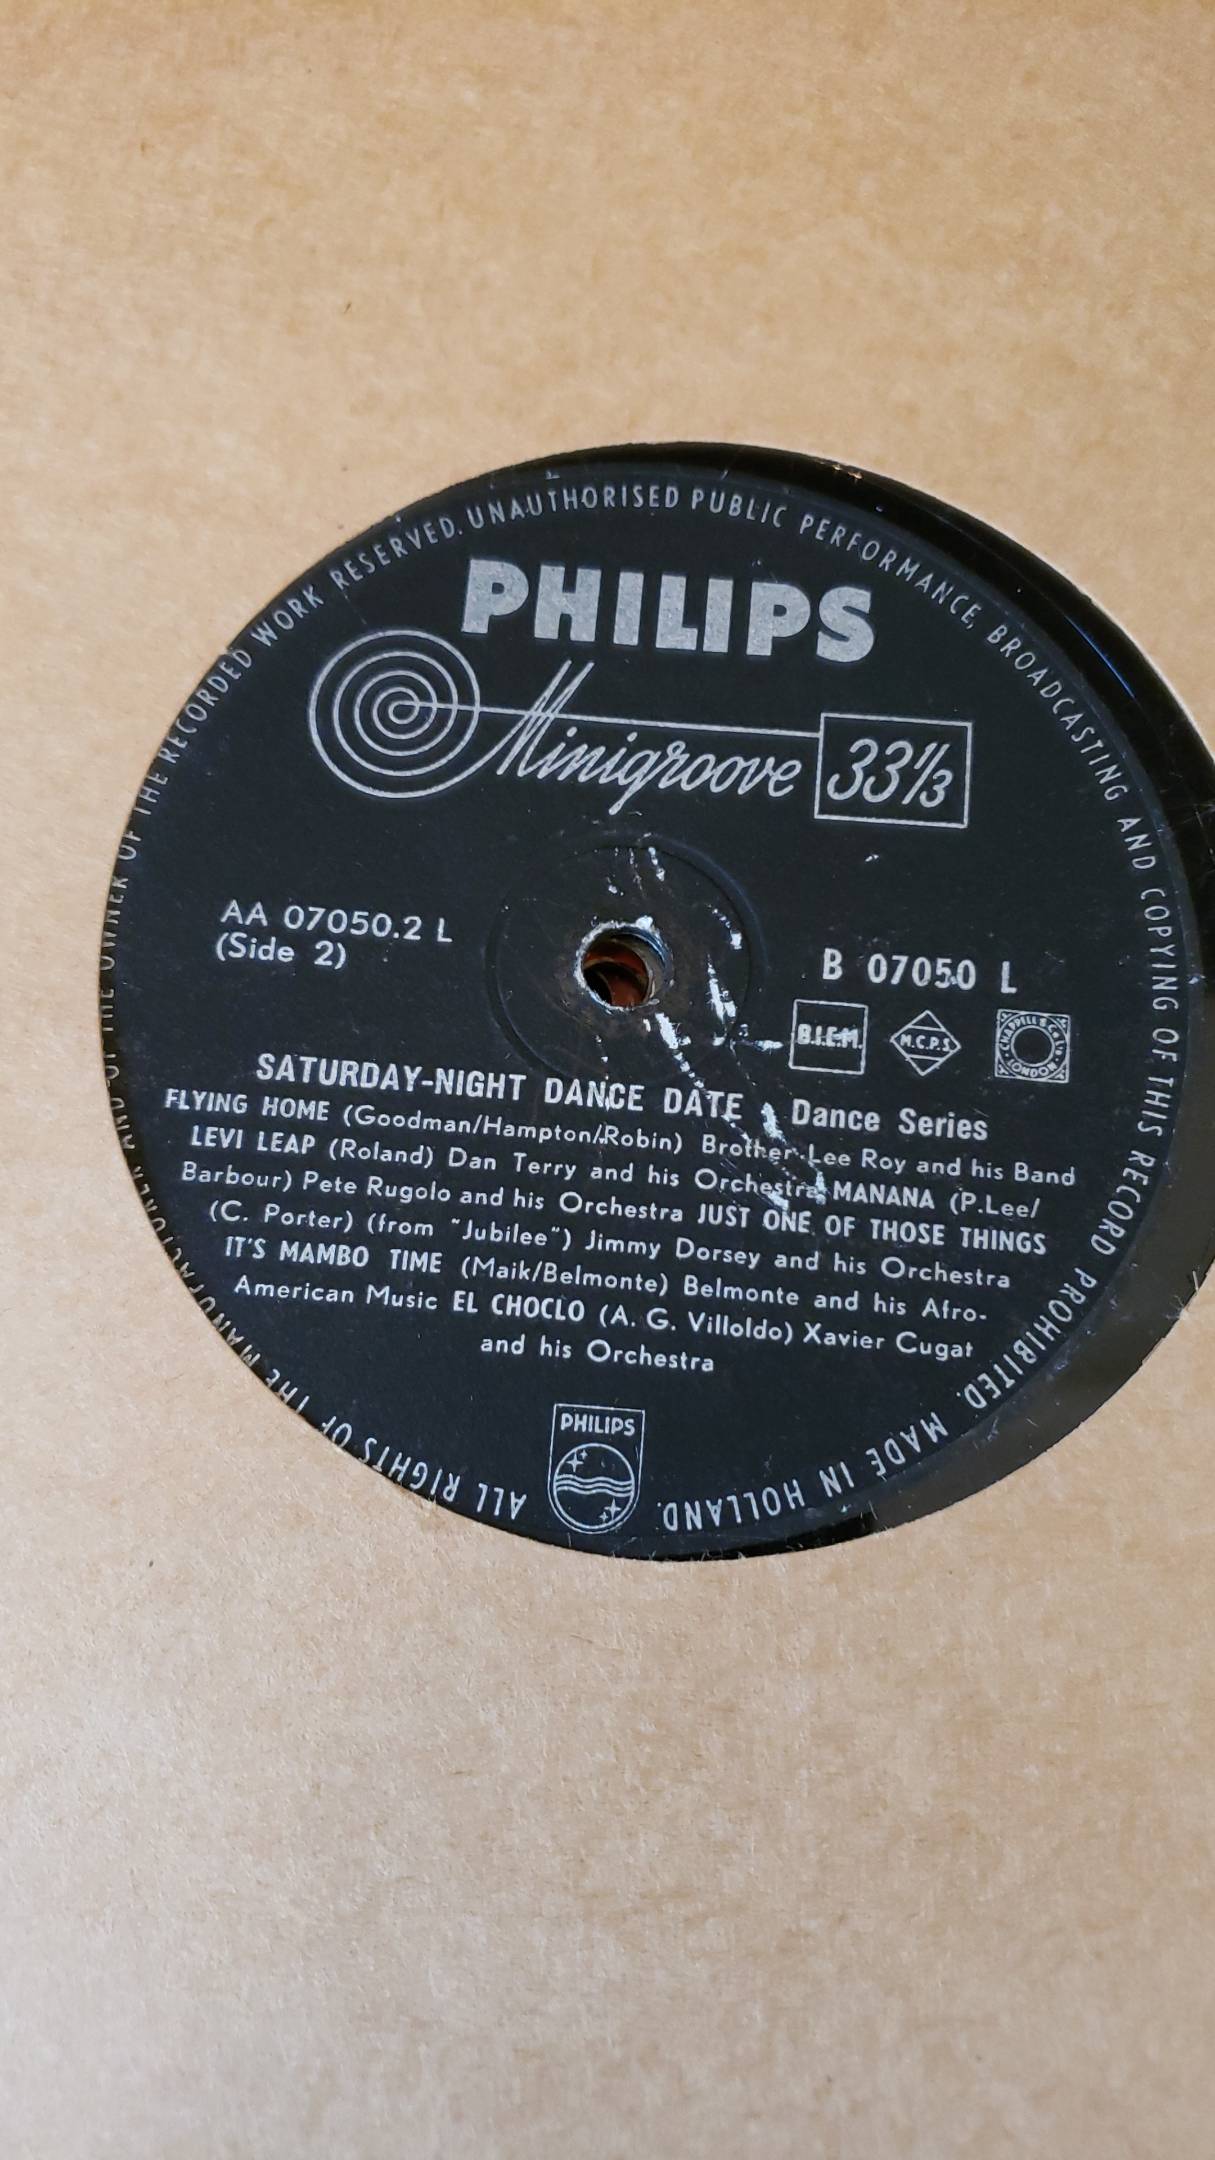 ALL RIGHTS OF THE MANUFACTURER AND OF THE OWNER OF THE RECORDED WORK RESERVED. UNAUTHORISED PUBLIC PERFORMANCE, BROADCASTING AND COPYING OF THIS RECORD PROHIBITED. MADE IN HOLLAND.
PHILIPS
Minigroove 33⅓
AA 07050.2 L
(Side 2)
B 07050 L
B.I.E.M. M.C.P.S. CHAPPELL & Co LTD LONDON
SATURDAY-NIGHT DANCE DATE Dance Series
FLYING HOME (Goodman/Hampton/Robin) Brother Lee Roy and his Band
LEVI LEAP (Roland) Dan Terry and his Orchestra MANANA (P.Lee/
Barbour) Pete Rugolo and his Orchestra JUST ONE OF THOSE THINGS
(C. Porter) (from "Jubilee") Jimmy Dorsey and his Orchestra
IT'S MAMBO TIME (Maik/Belmonte) Belmonte and his Afro-
American Music EL CHOCLO (A. G. Villoldo) Xavier Cugat
and his Orchestra
PHILIPS